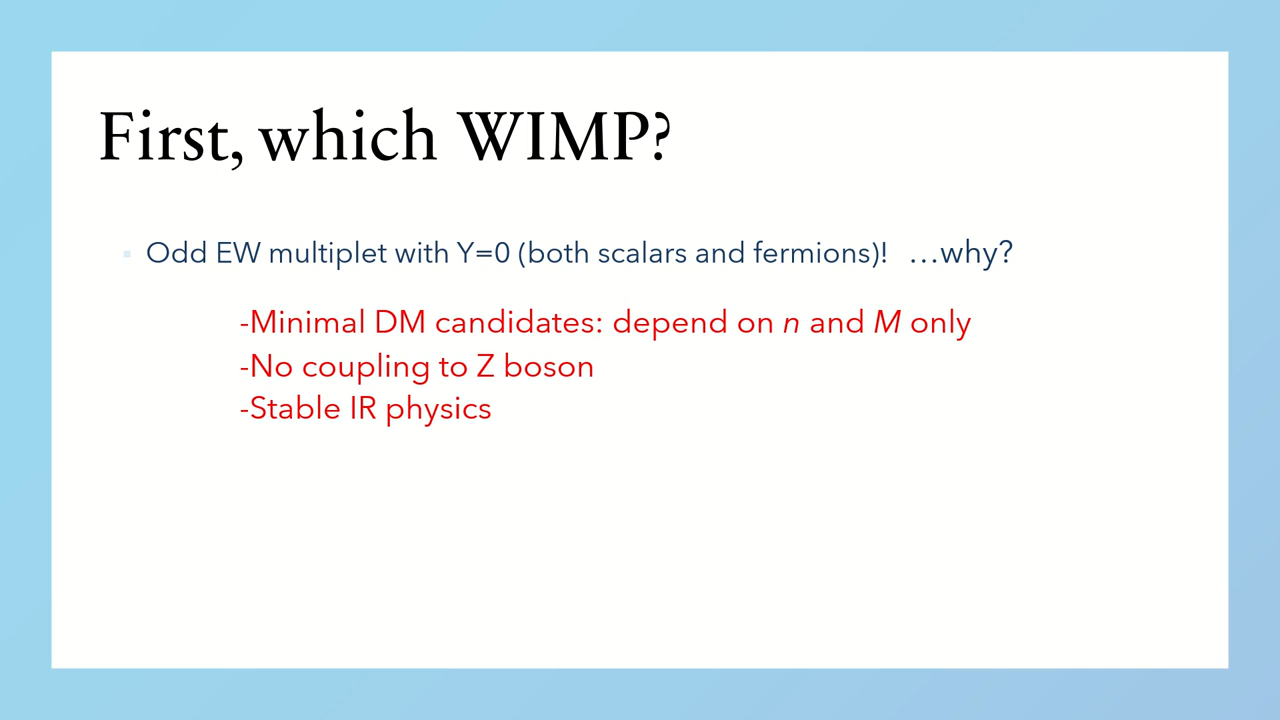 First, which WIMP?
▪ Odd EW multiplet with Y=0 (both scalars and fermions)! …why?
-Minimal DM candidates: depend on n and M only
-No coupling to Z boson
-Stable IR physics